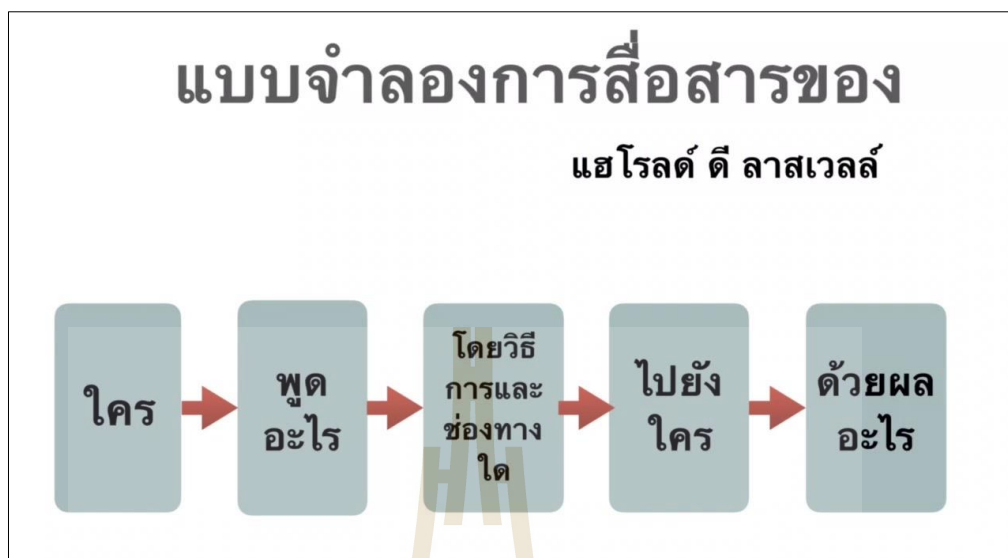 แบบจำลองการสื่อสารของ
แฮโรลด์ ดี ลาสเวลล์
ใคร
พูด
อะไร
โดยวิธี
การและ
ช่องทาง
ใด
ไปยัง
ใคร
ด้วยผล
อะไร